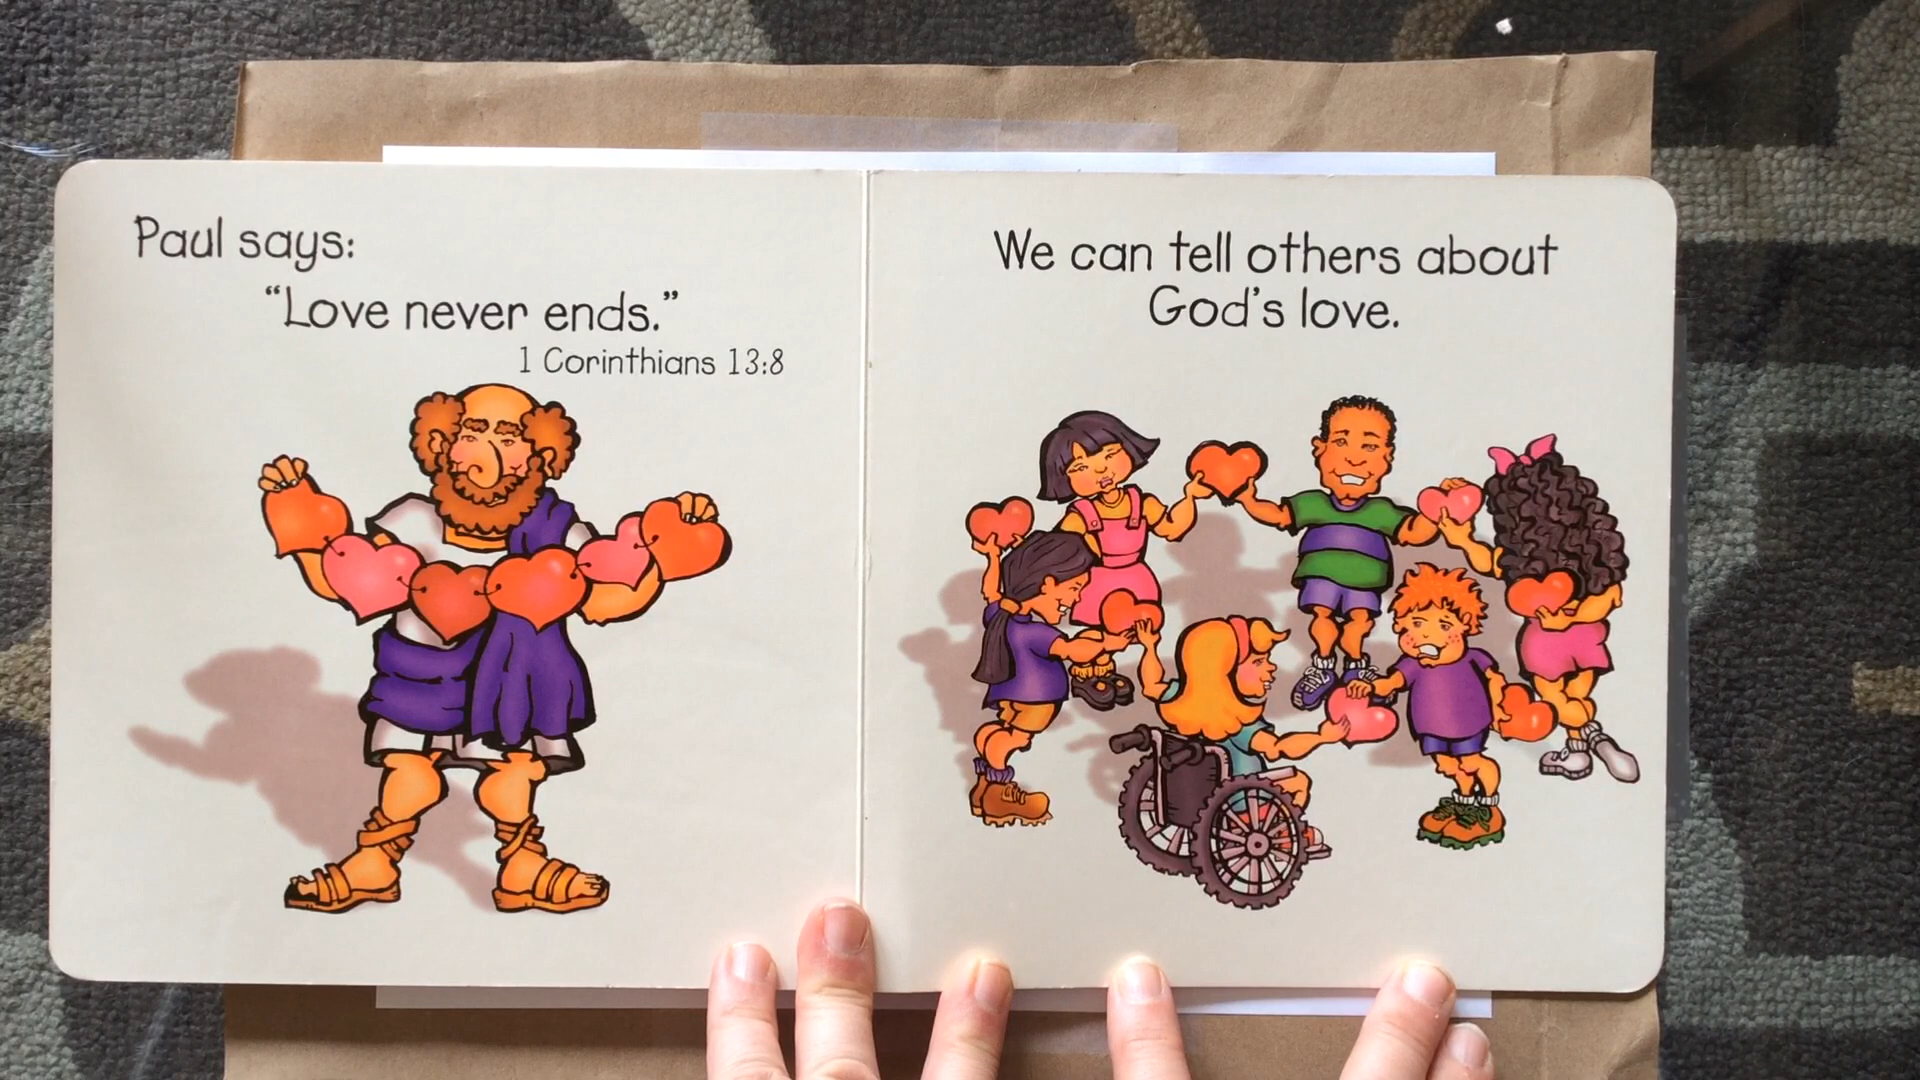 Paul says:
“Love never ends.”
1 Corinthians 13:8
We can tell others about
God’s love.